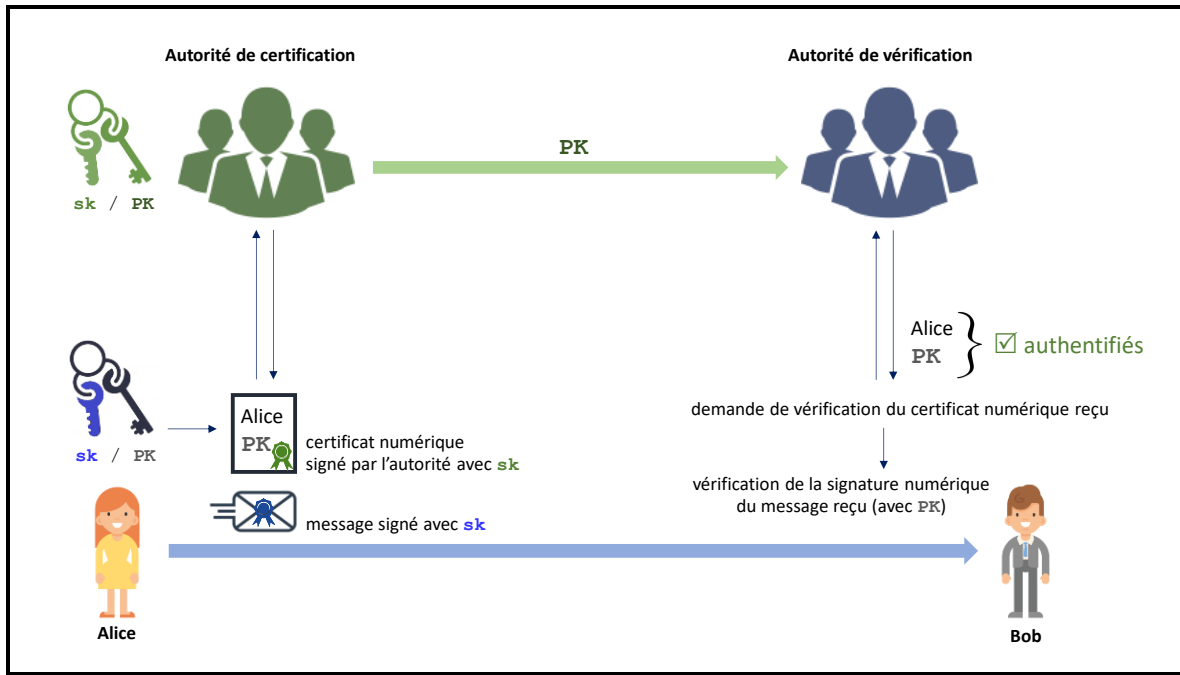 Autorité de certification
Autorité de vérification
PK
sk / PK
Alice
PK
authentifiés
demande de vérification du certificat numérique reçu
Alice
PK
certificat numérique
signé par l'autorité avec sk
sk / PK
vérification de la signature numérique
du message reçu (avec PK)
message signé avec sk
Alice
Bob